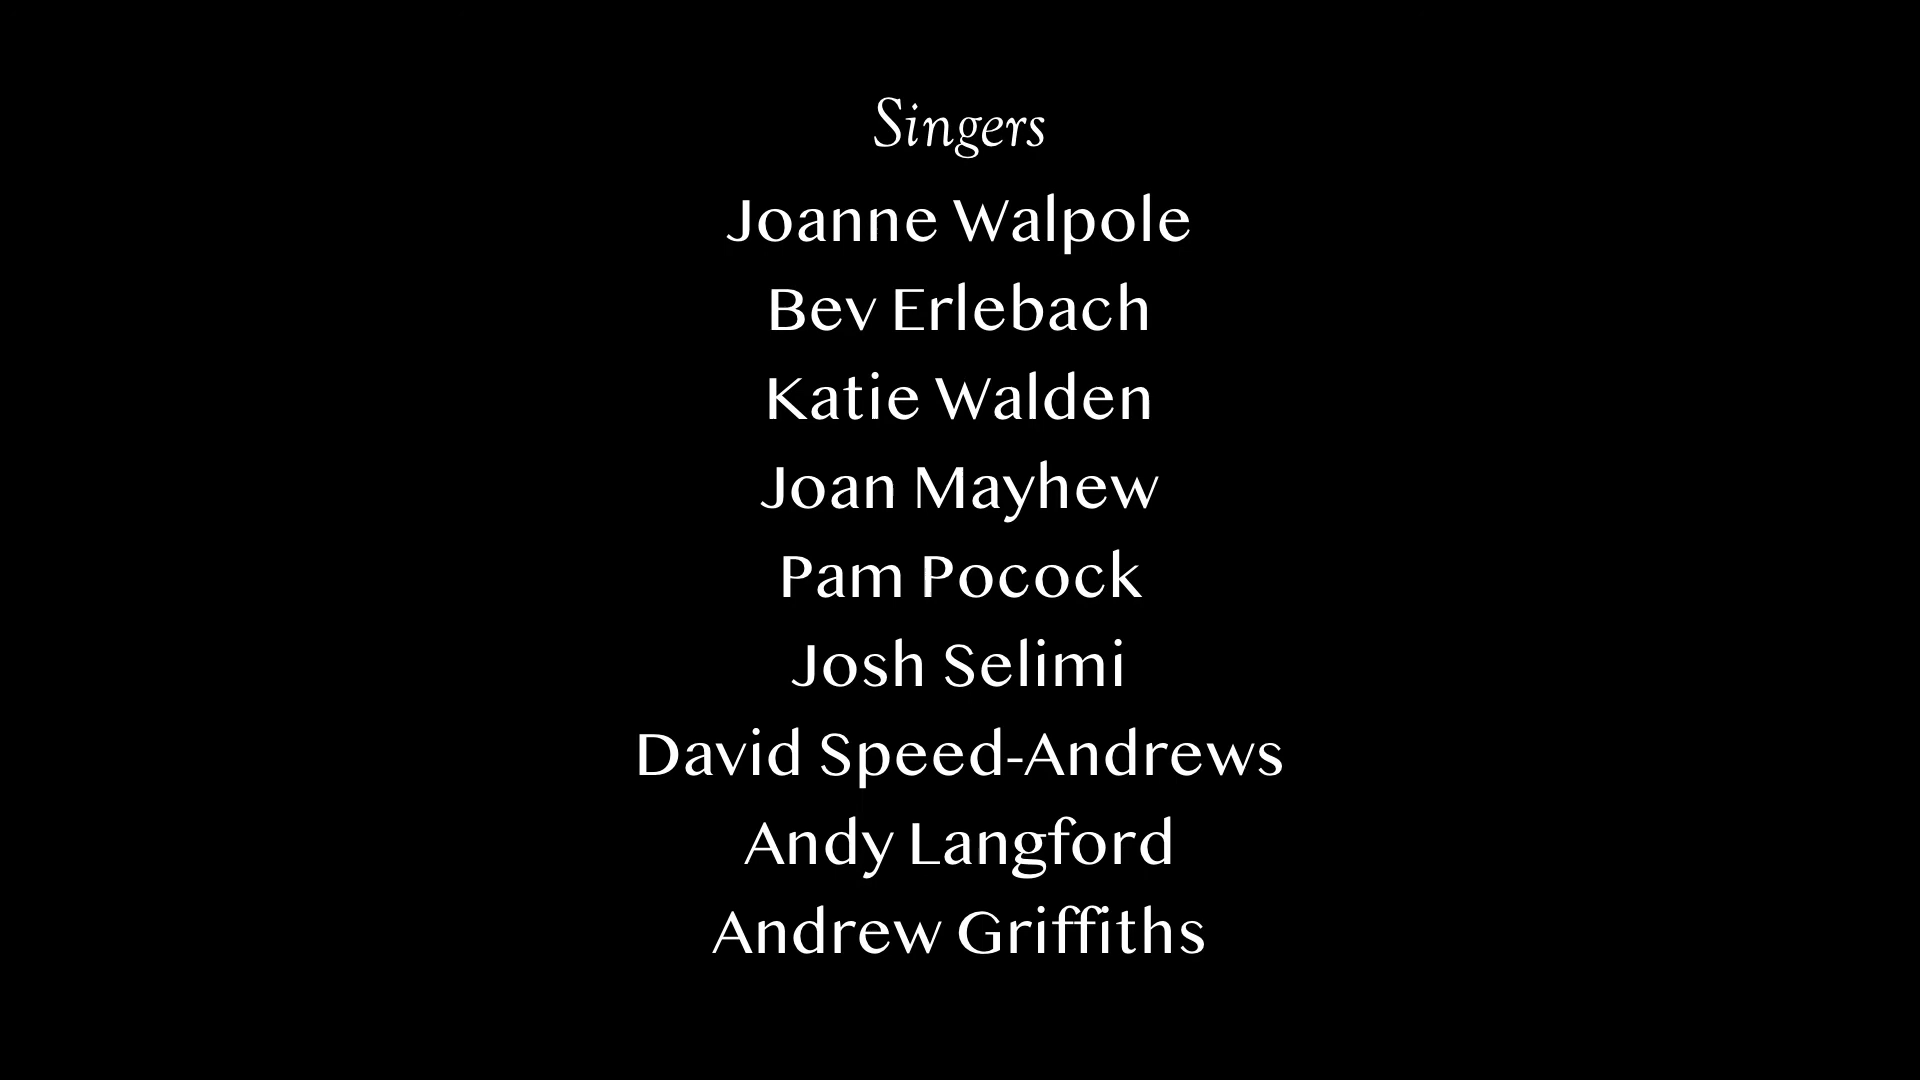 Singers
Joanne Walpole
Bev Erlebach
Katie Walden
Joan Mayhew
Pam Pocock
Josh Selimi
David Speed-Andrews
Andy Langford
Andrew Griffiths